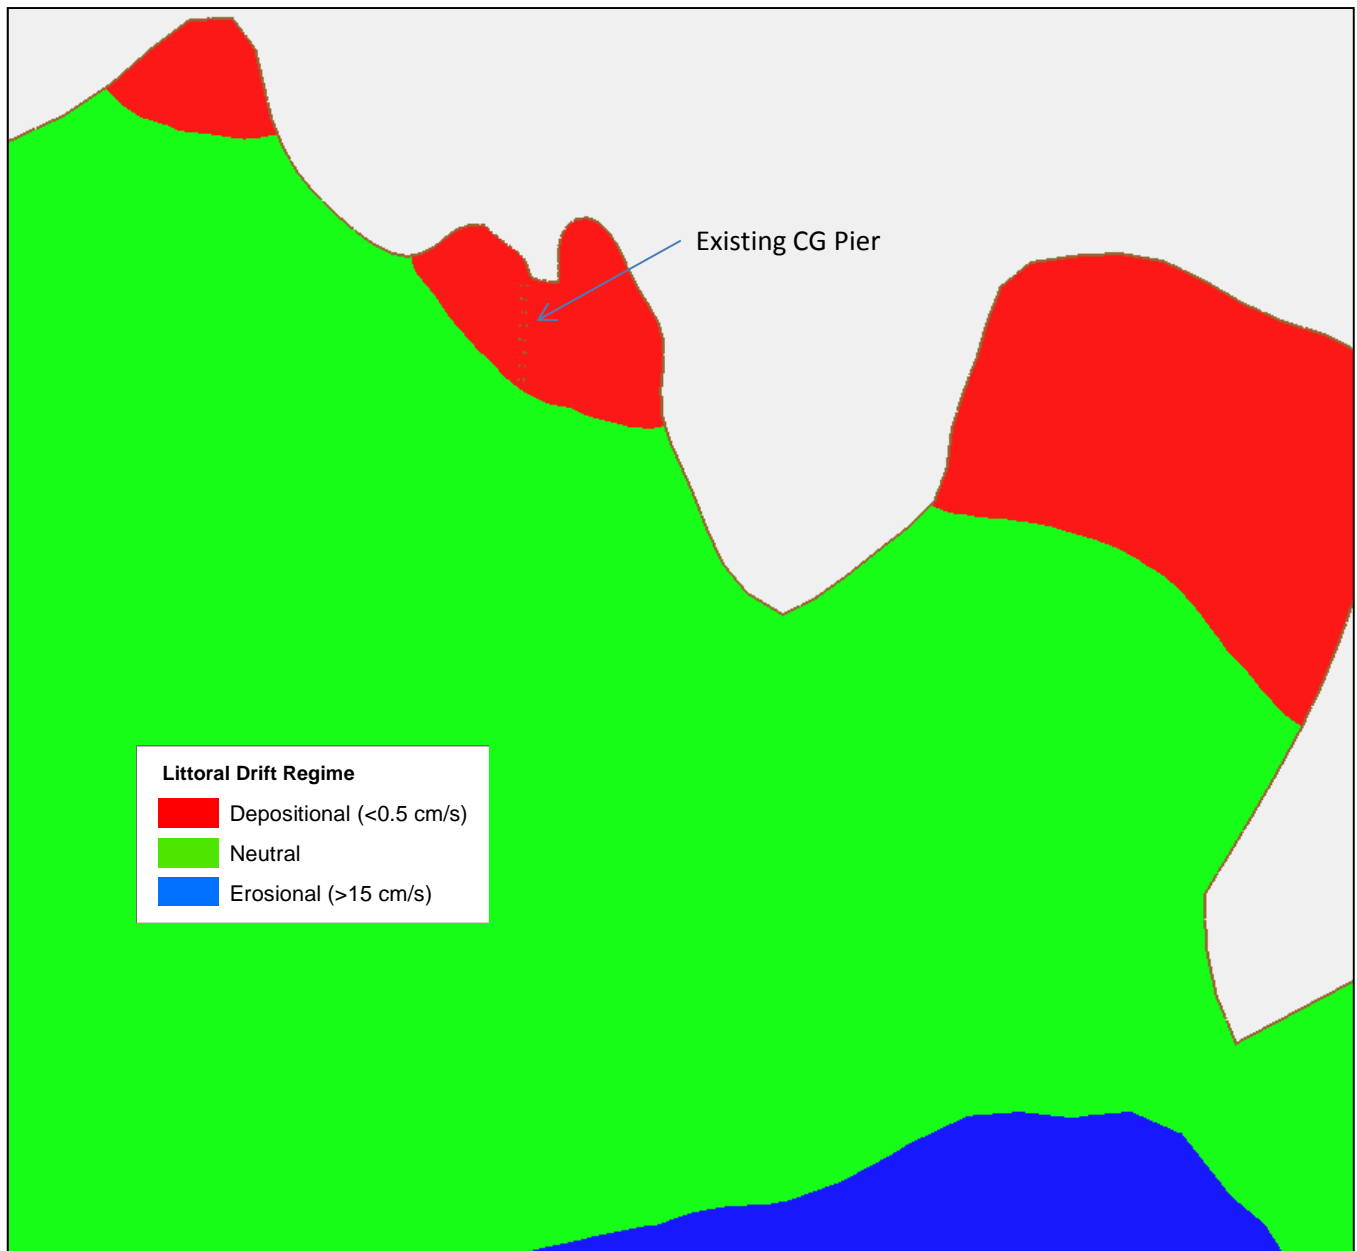 Existing CG Pier
Littoral Drift Regime
Depositional (<0.5 cm/s)
Neutral
Erosional (>15 cm/s)